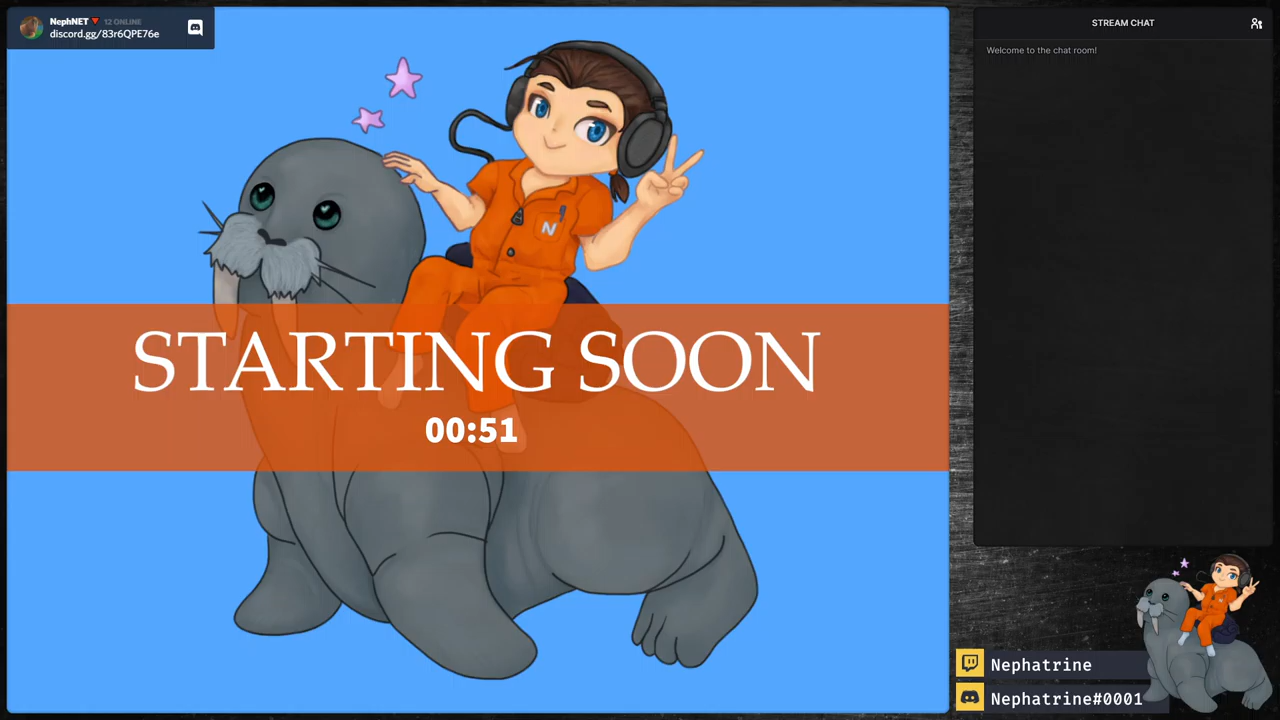 NephNET 12 ONLINE
discord.gg/83r6QPE76e
N
STARTING SOON
00:51
STREAM CHAT
Welcome to the chat room!
Nephatrine
Nephatrine#0001